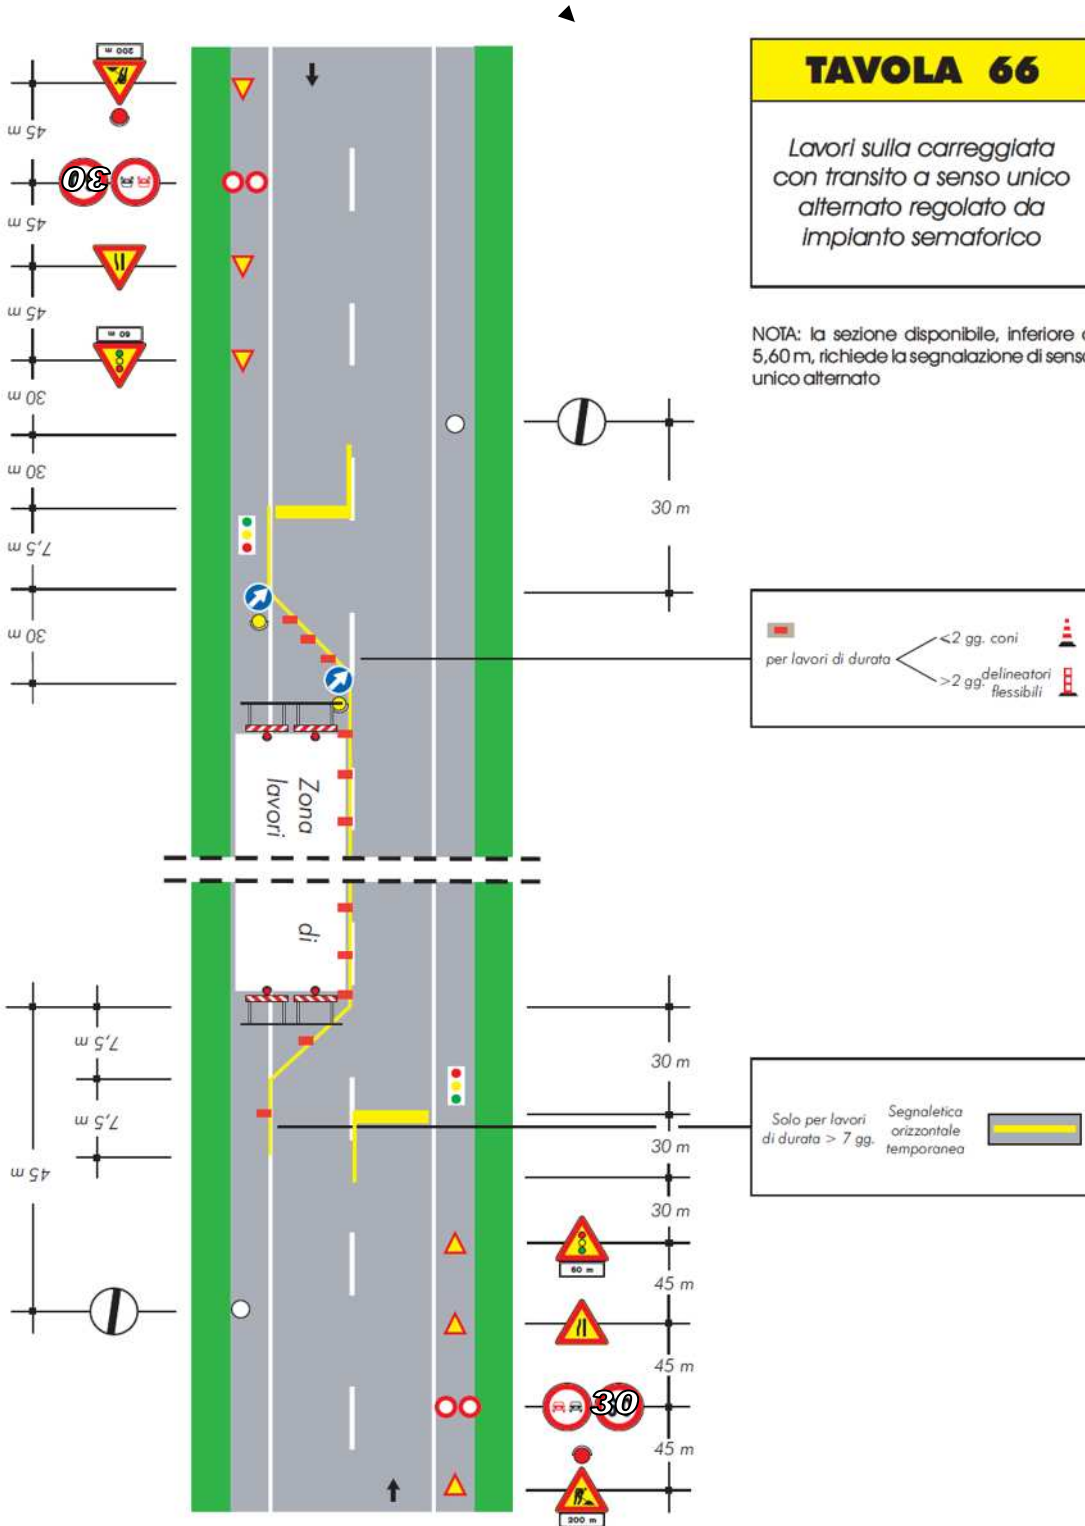 TAVOLA 66
Lavori sulla carreggiata
con transito a senso unico
alternato regolato da
impianto semaforico
NOTA: la sezione disponibile, inferiore a
5,60 m, richiede la segnalazione di senso
unico alternato
200 m
45 m
30
45 m
45 m
60 m
30 m
30 m
7,5 m
30 m
30 m
per lavori di durata
<2 gg. coni
>2 gg. delineatori
flessibili
Zona
lavori
di
7,5 m
7,5 m
45 m
30 m
30 m
30 m
Solo per lavori
di durata > 7 gg.
Segnaletica
orizzontale
temporanea
60 m
45 m
45 m
30
45 m
200 m